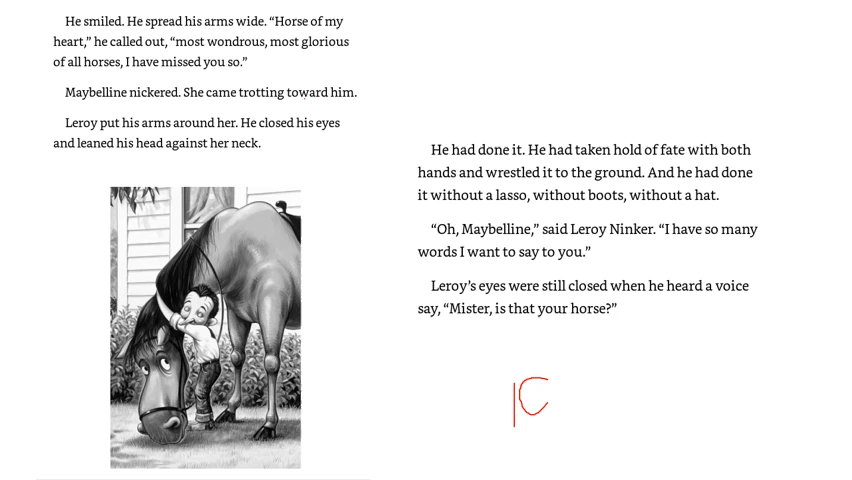 He smiled. He spread his arms wide. “Horse of my
heart,” he called out, “most wondrous, most glorious
of all horses, I have missed you so.”
Maybelline nickered. She came trotting toward him.
Leroy put his arms around her. He closed his eyes
and leaned his head against her neck.
He had done it. He had taken hold of fate with both
hands and wrestled it to the ground. And he had done
it without a lasso, without boots, without a hat.
“Oh, Maybelline,” said Leroy Ninker. “I have so many
words I want to say to you.”
Leroy’s eyes were still closed when he heard a voice
say, “Mister, is that your horse?”